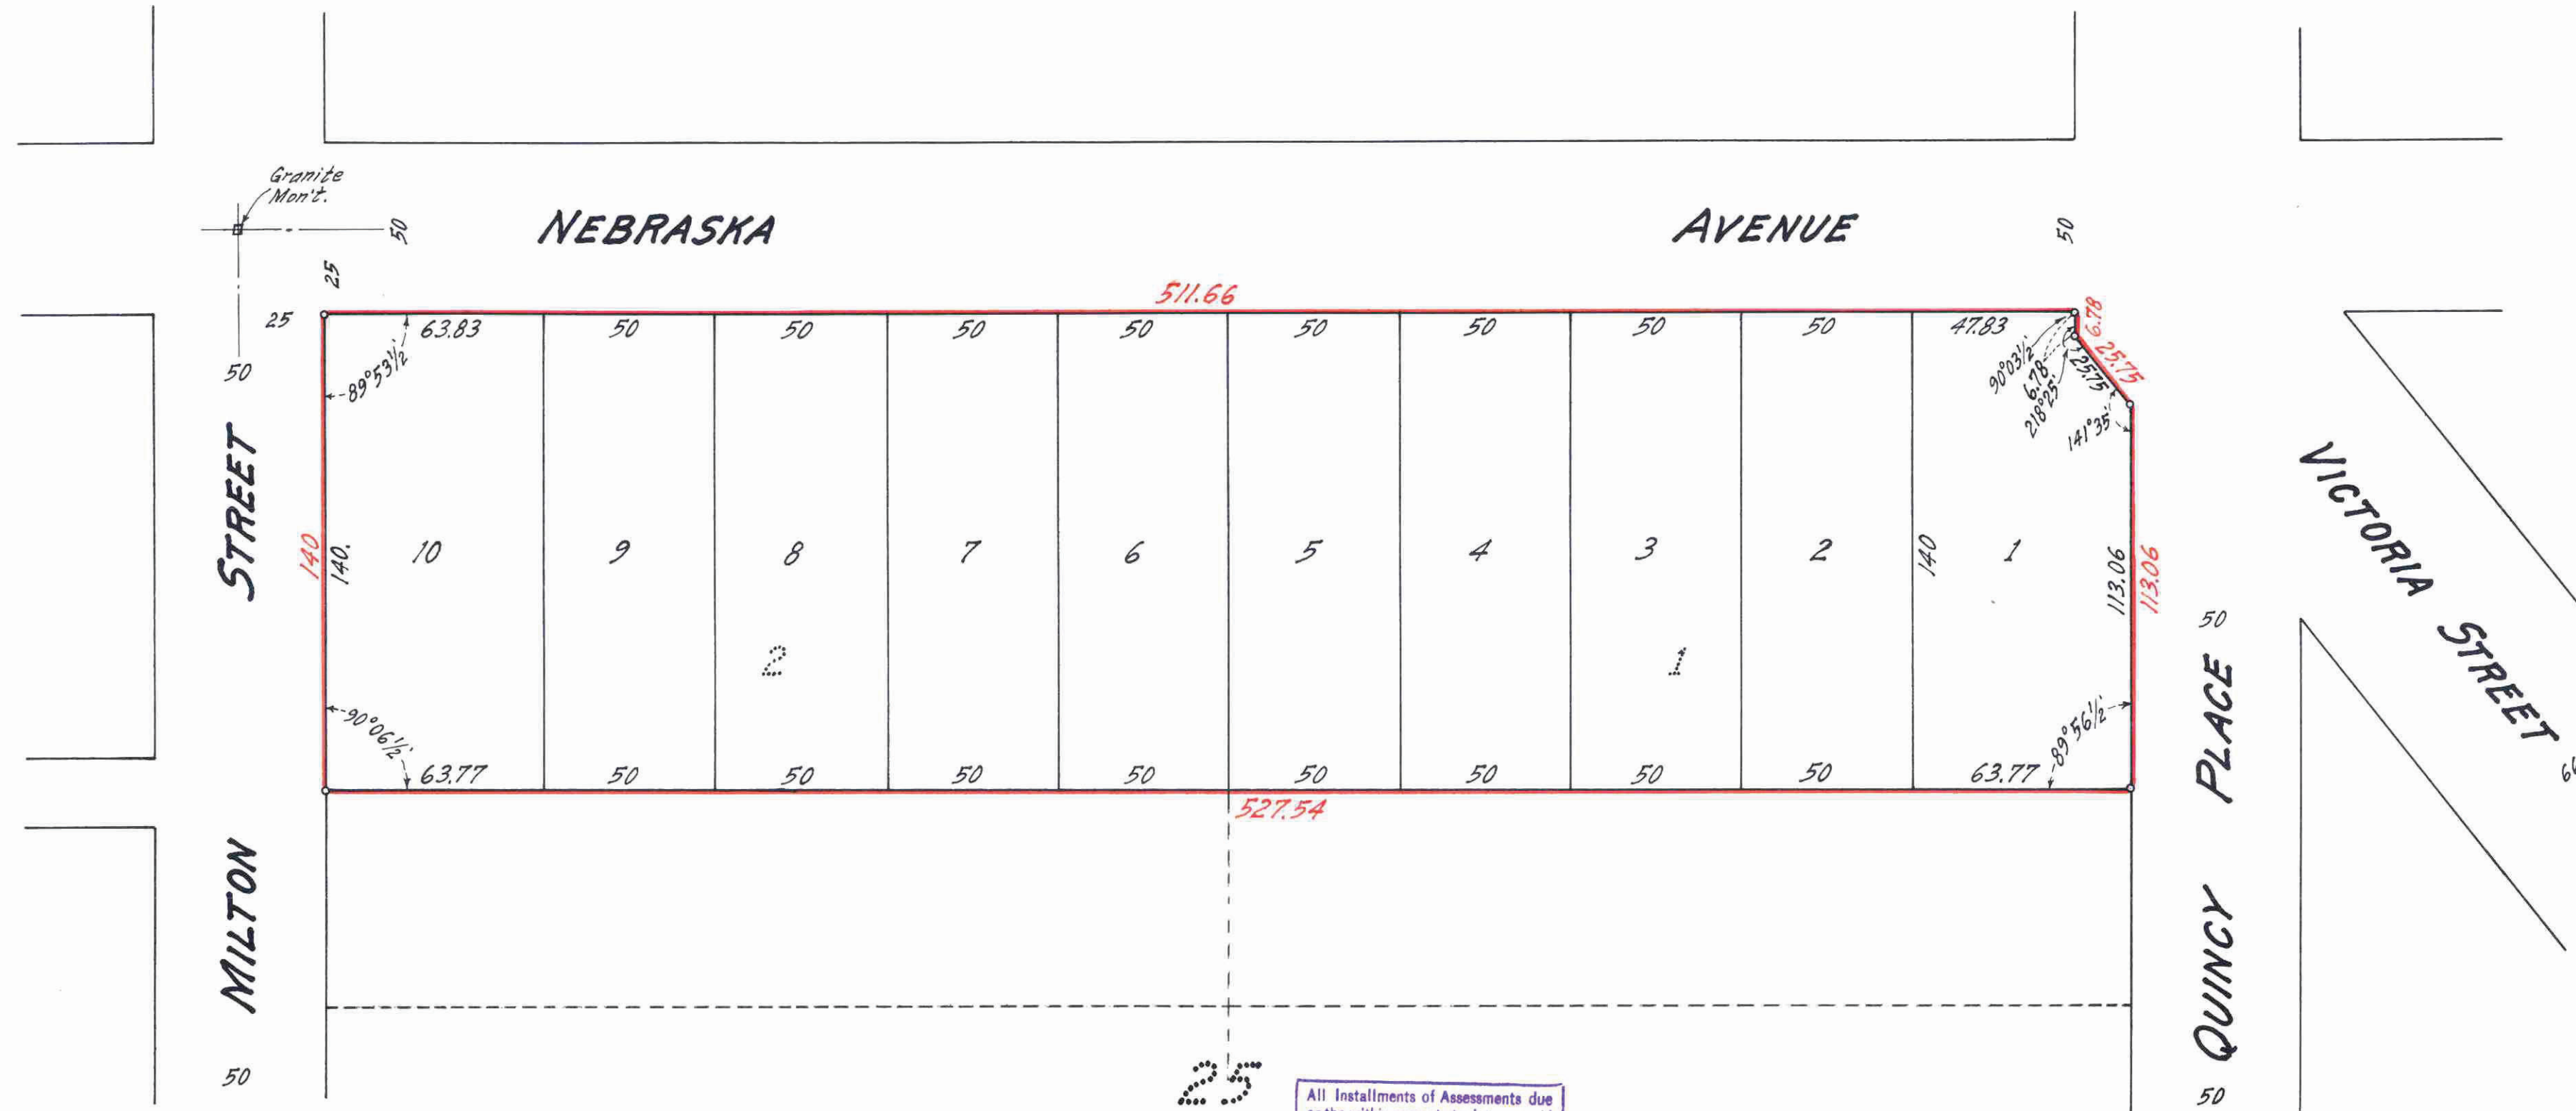 Granite
Mon't.
50
NEBRASKA AVENUE
50
25
511.66
25
63.83 50 50 50 50 50 50 50 50 47.83
6.78
25.75
90°03½'
6.78
218°25'
25.75
141°35'
50
89°53½'
STREET
140
140.
10 9 8 7 6 5 4 3 2 140 1
113.06
113.06
VICTORIA STREET
50
2 1
90°06½'
89°56½'
63.77 50 50 50 50 50 50 50 50 63.77
527.54
PLACE
MILTON
QUINCY
50
25
50
All Installments of Assessments due